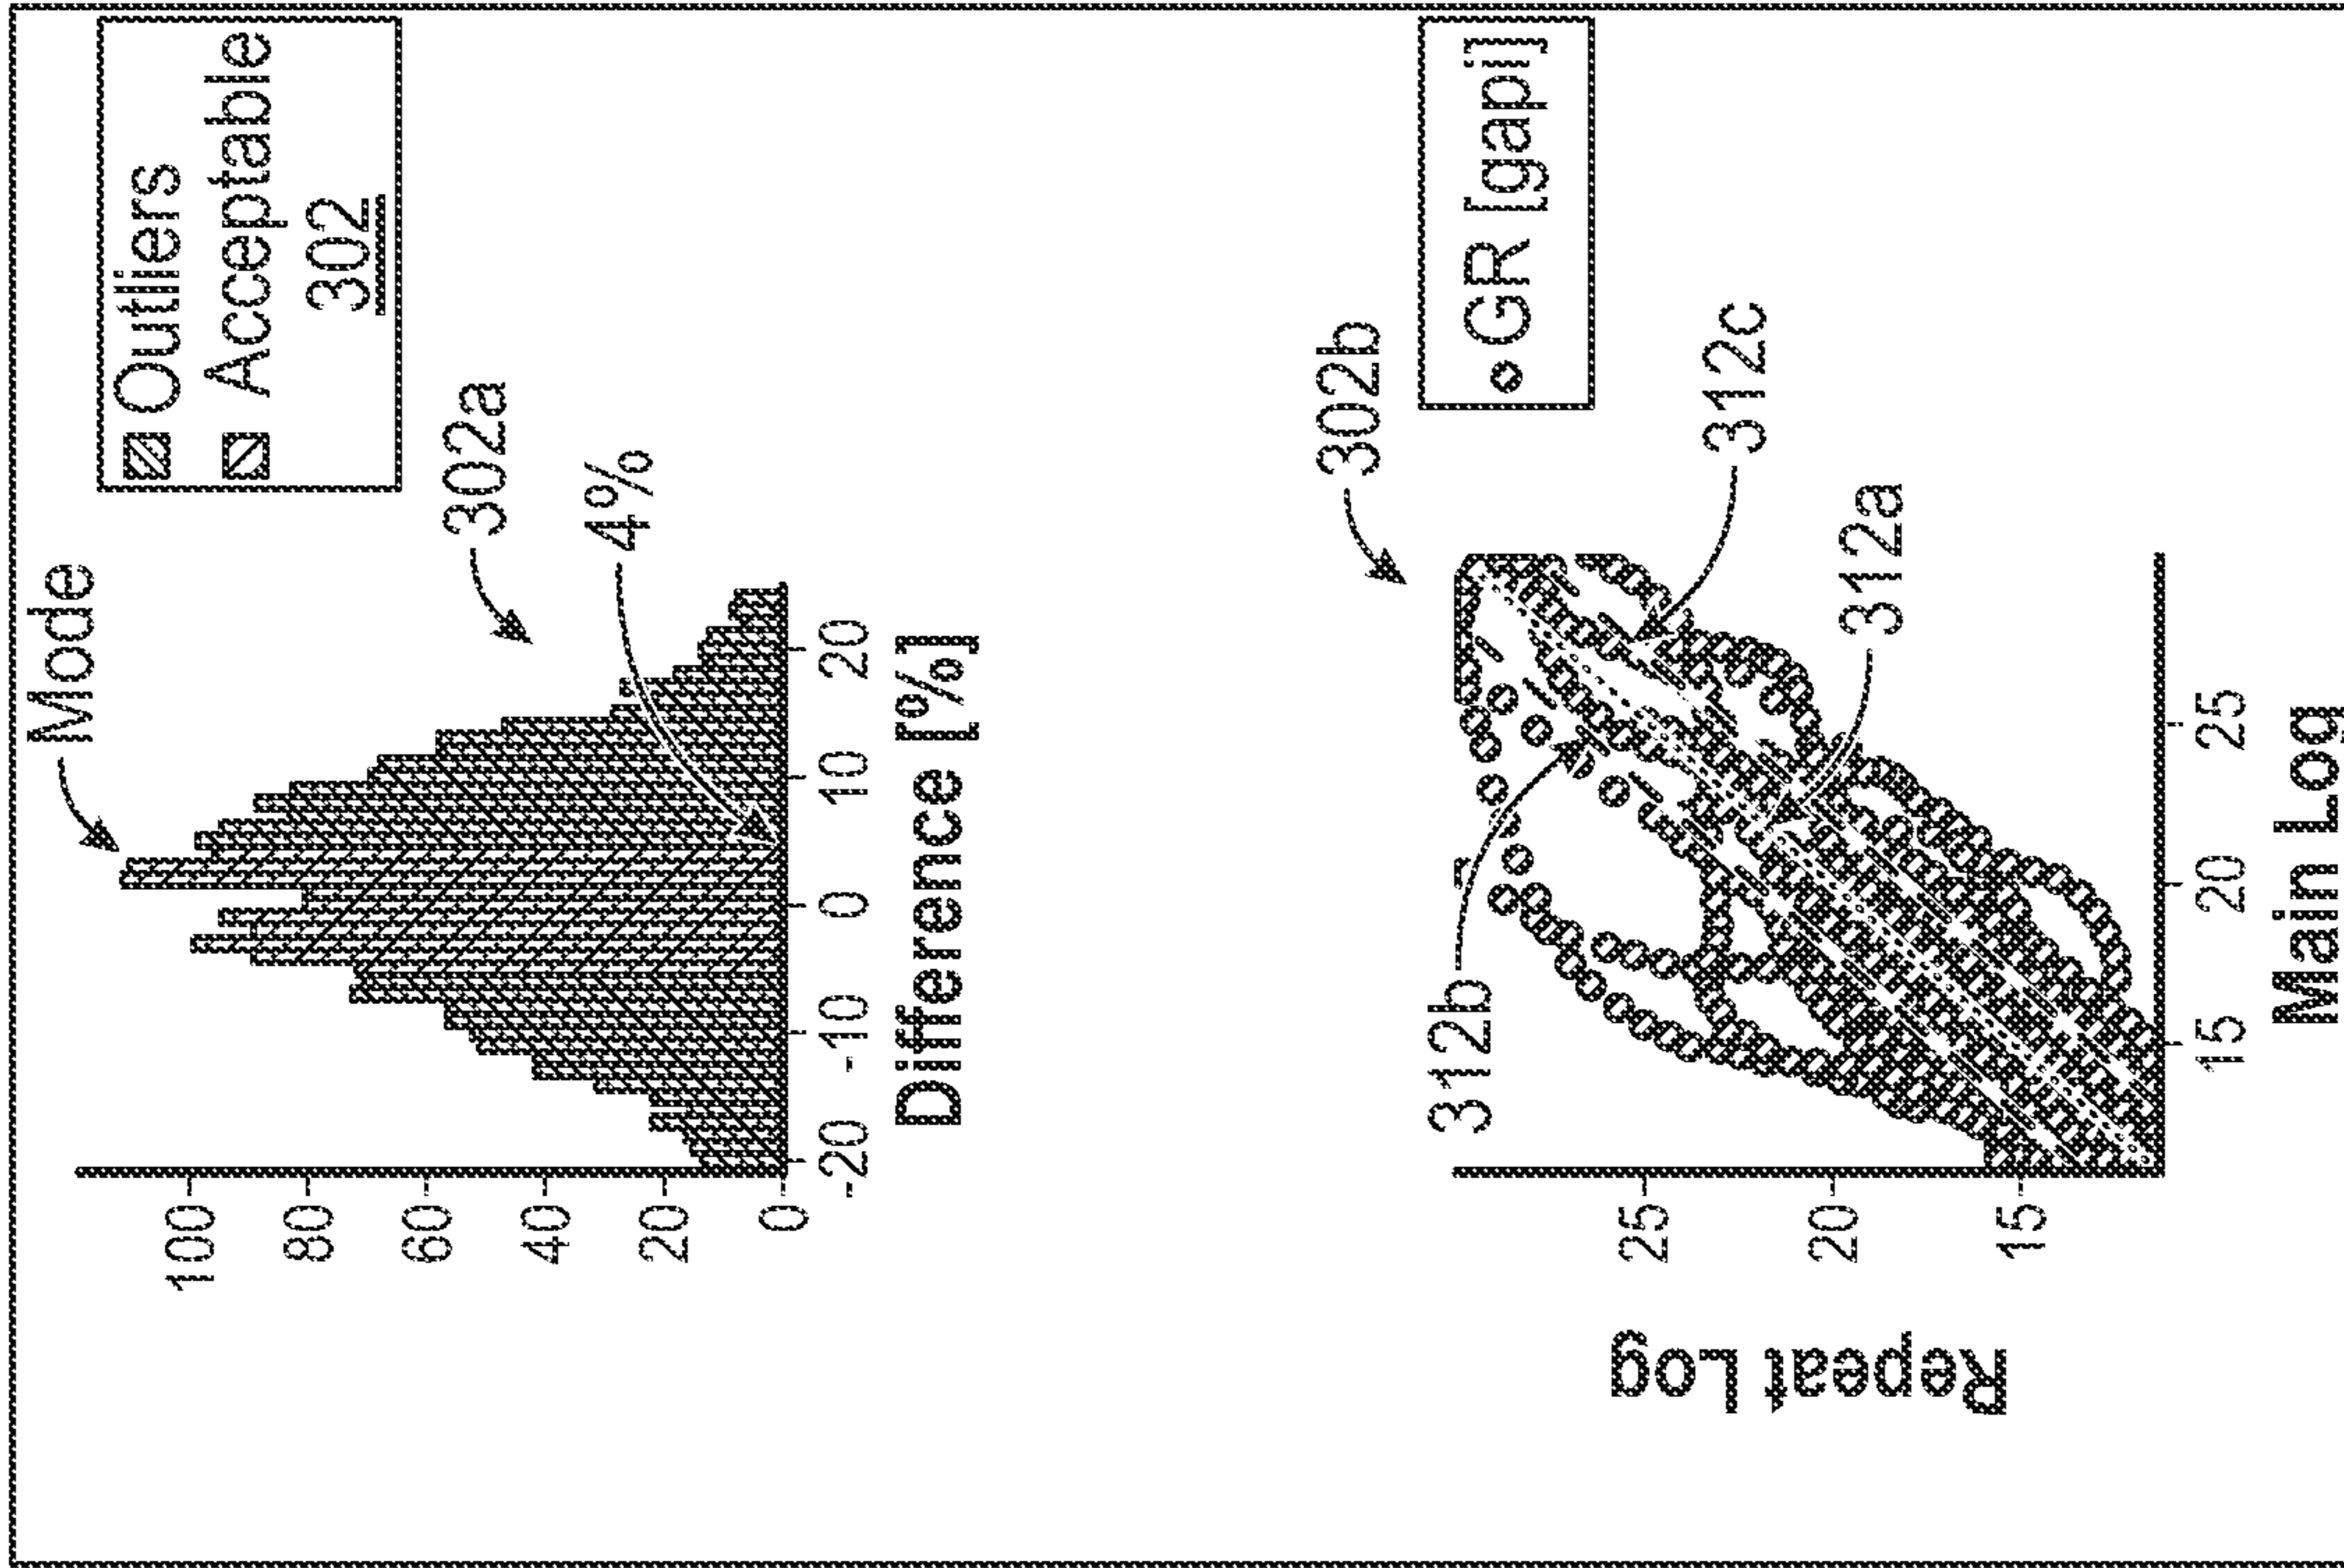 Mode
Outliers
Acceptable
302
302a
4%
100
80
60
40
20
0
-20
-10
0
10
20
Difference [%]
302b
GR [gapi]
312b
312c
312a
Repeat Log
25
20
15
15
20
25
Main Log